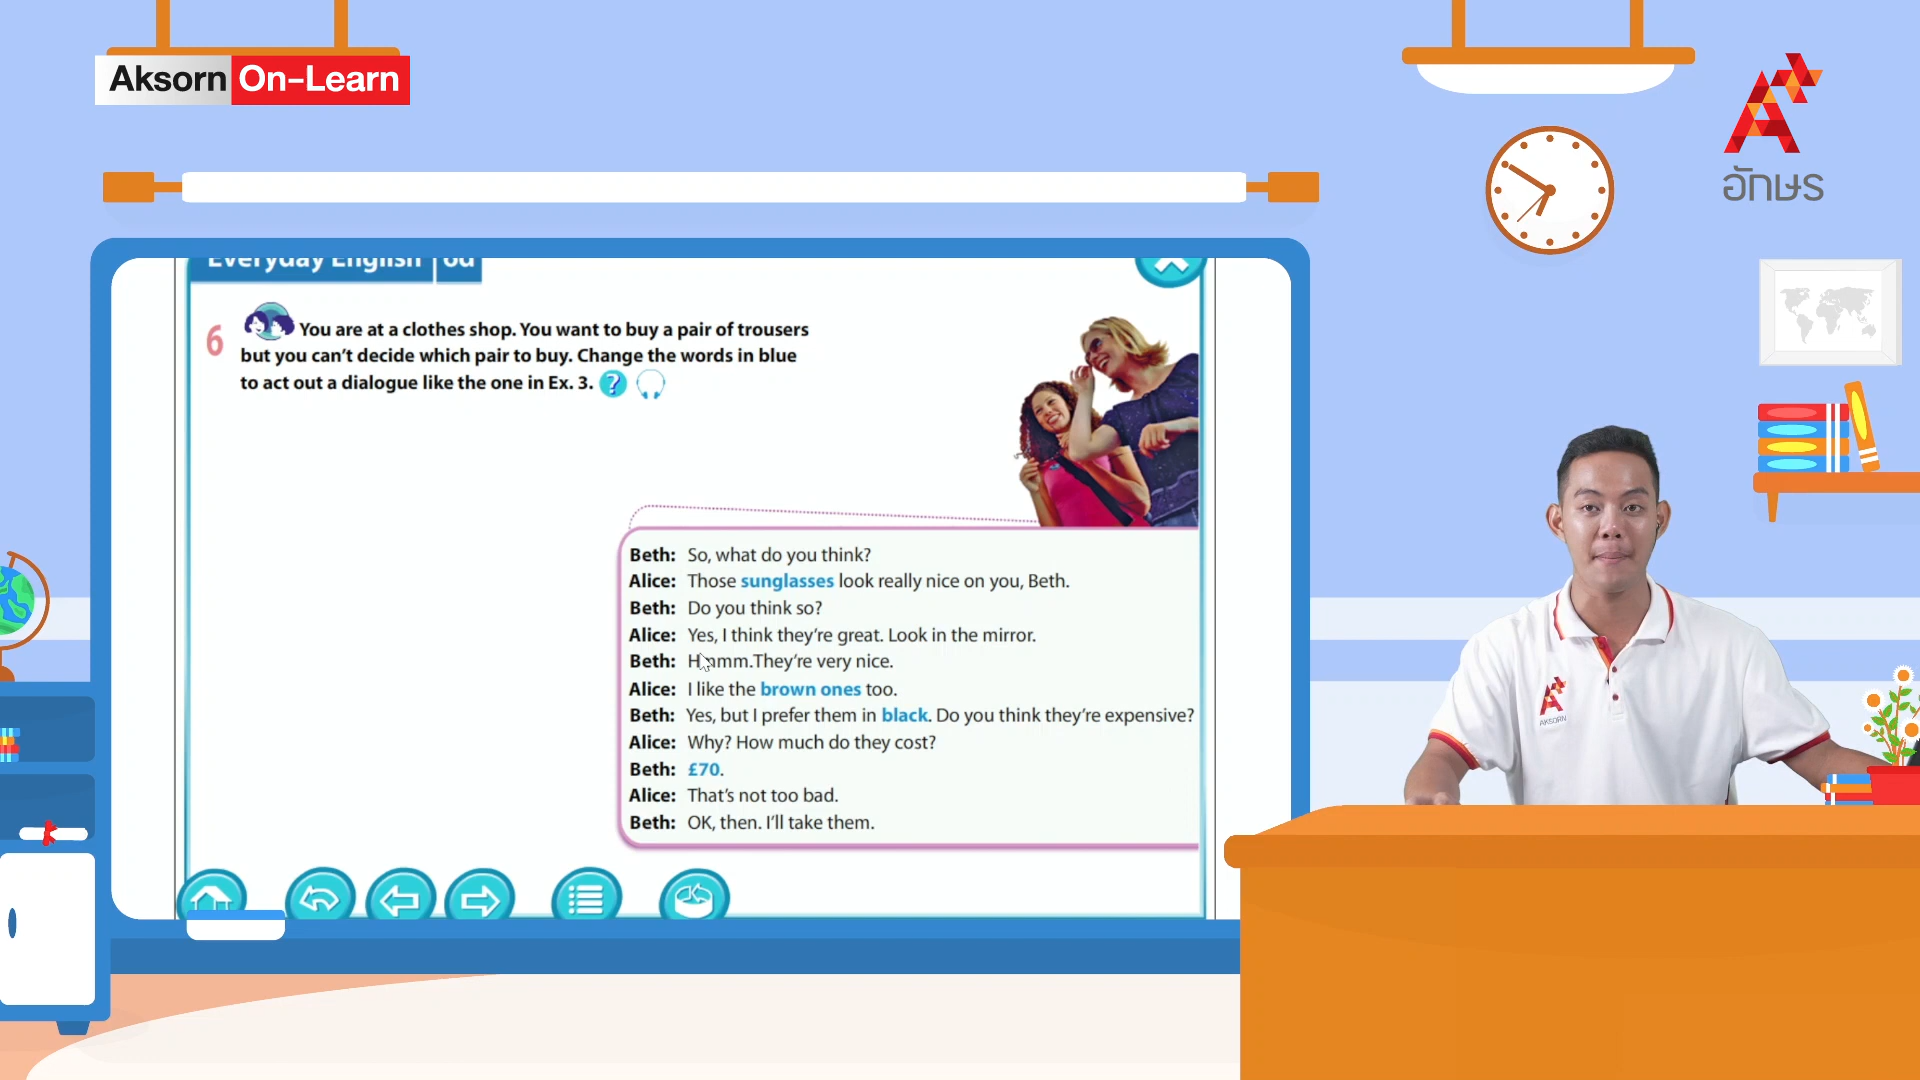 Aksorn On-Learn
อักษร
Everyday English 6d
6 You are at a clothes shop. You want to buy a pair of trousers
but you can't decide which pair to buy. Change the words in blue
to act out a dialogue like the one in Ex. 3. ?
Beth: So, what do you think?
Alice: Those sunglasses look really nice on you, Beth.
Beth: Do you think so?
Alice: Yes, I think they're great. Look in the mirror.
Beth: Hmmm.They're very nice.
Alice: I like the brown ones too.
Beth: Yes, but I prefer them in black. Do you think they're expensive?
Alice: Why? How much do they cost?
Beth: £70.
Alice: That's not too bad.
Beth: OK, then. I'll take them.
AKSORN